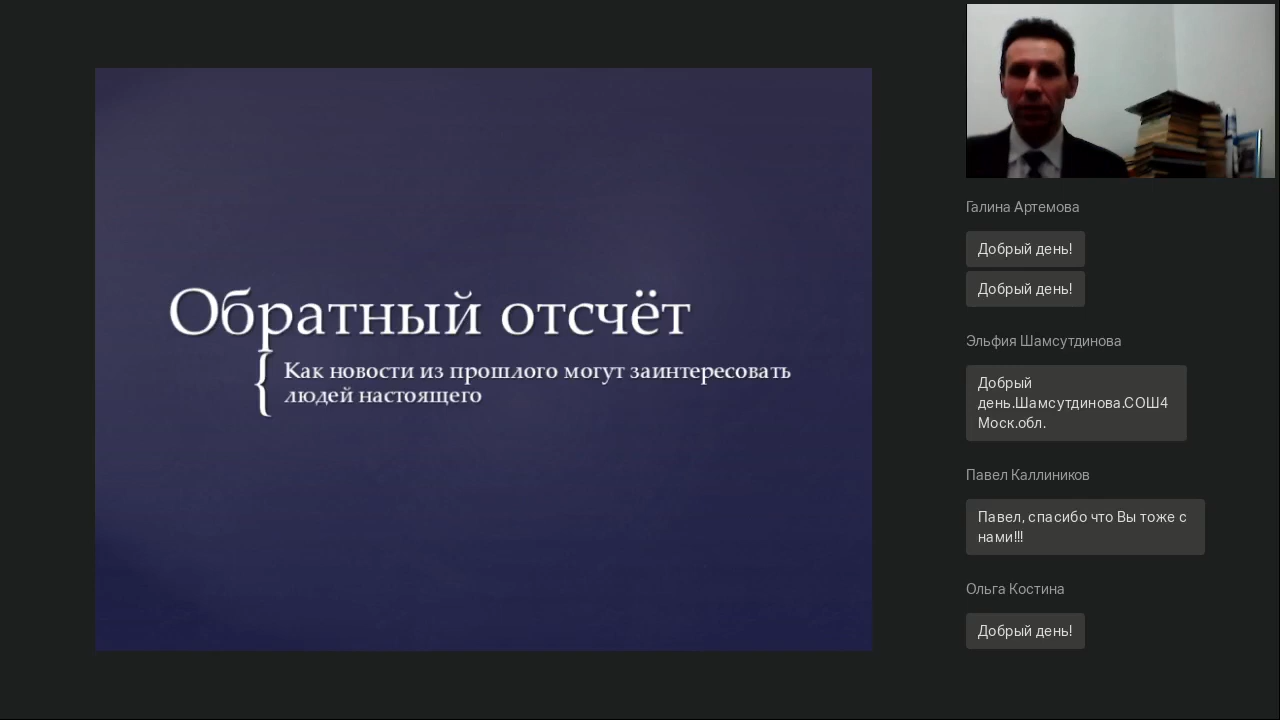 Обратный отсчёт
Как новости из прошлого могут заинтересовать
людей настоящего
Галина Артемова
Добрый день!
Добрый день!
Эльфия Шамсутдинова
Добрый
день.Шамсутдинова.СОШ4
Моск.обл.
Павел Каллиников
Павел, спасибо что Вы тоже с
нами!!!
Ольга Костина
Добрый день!